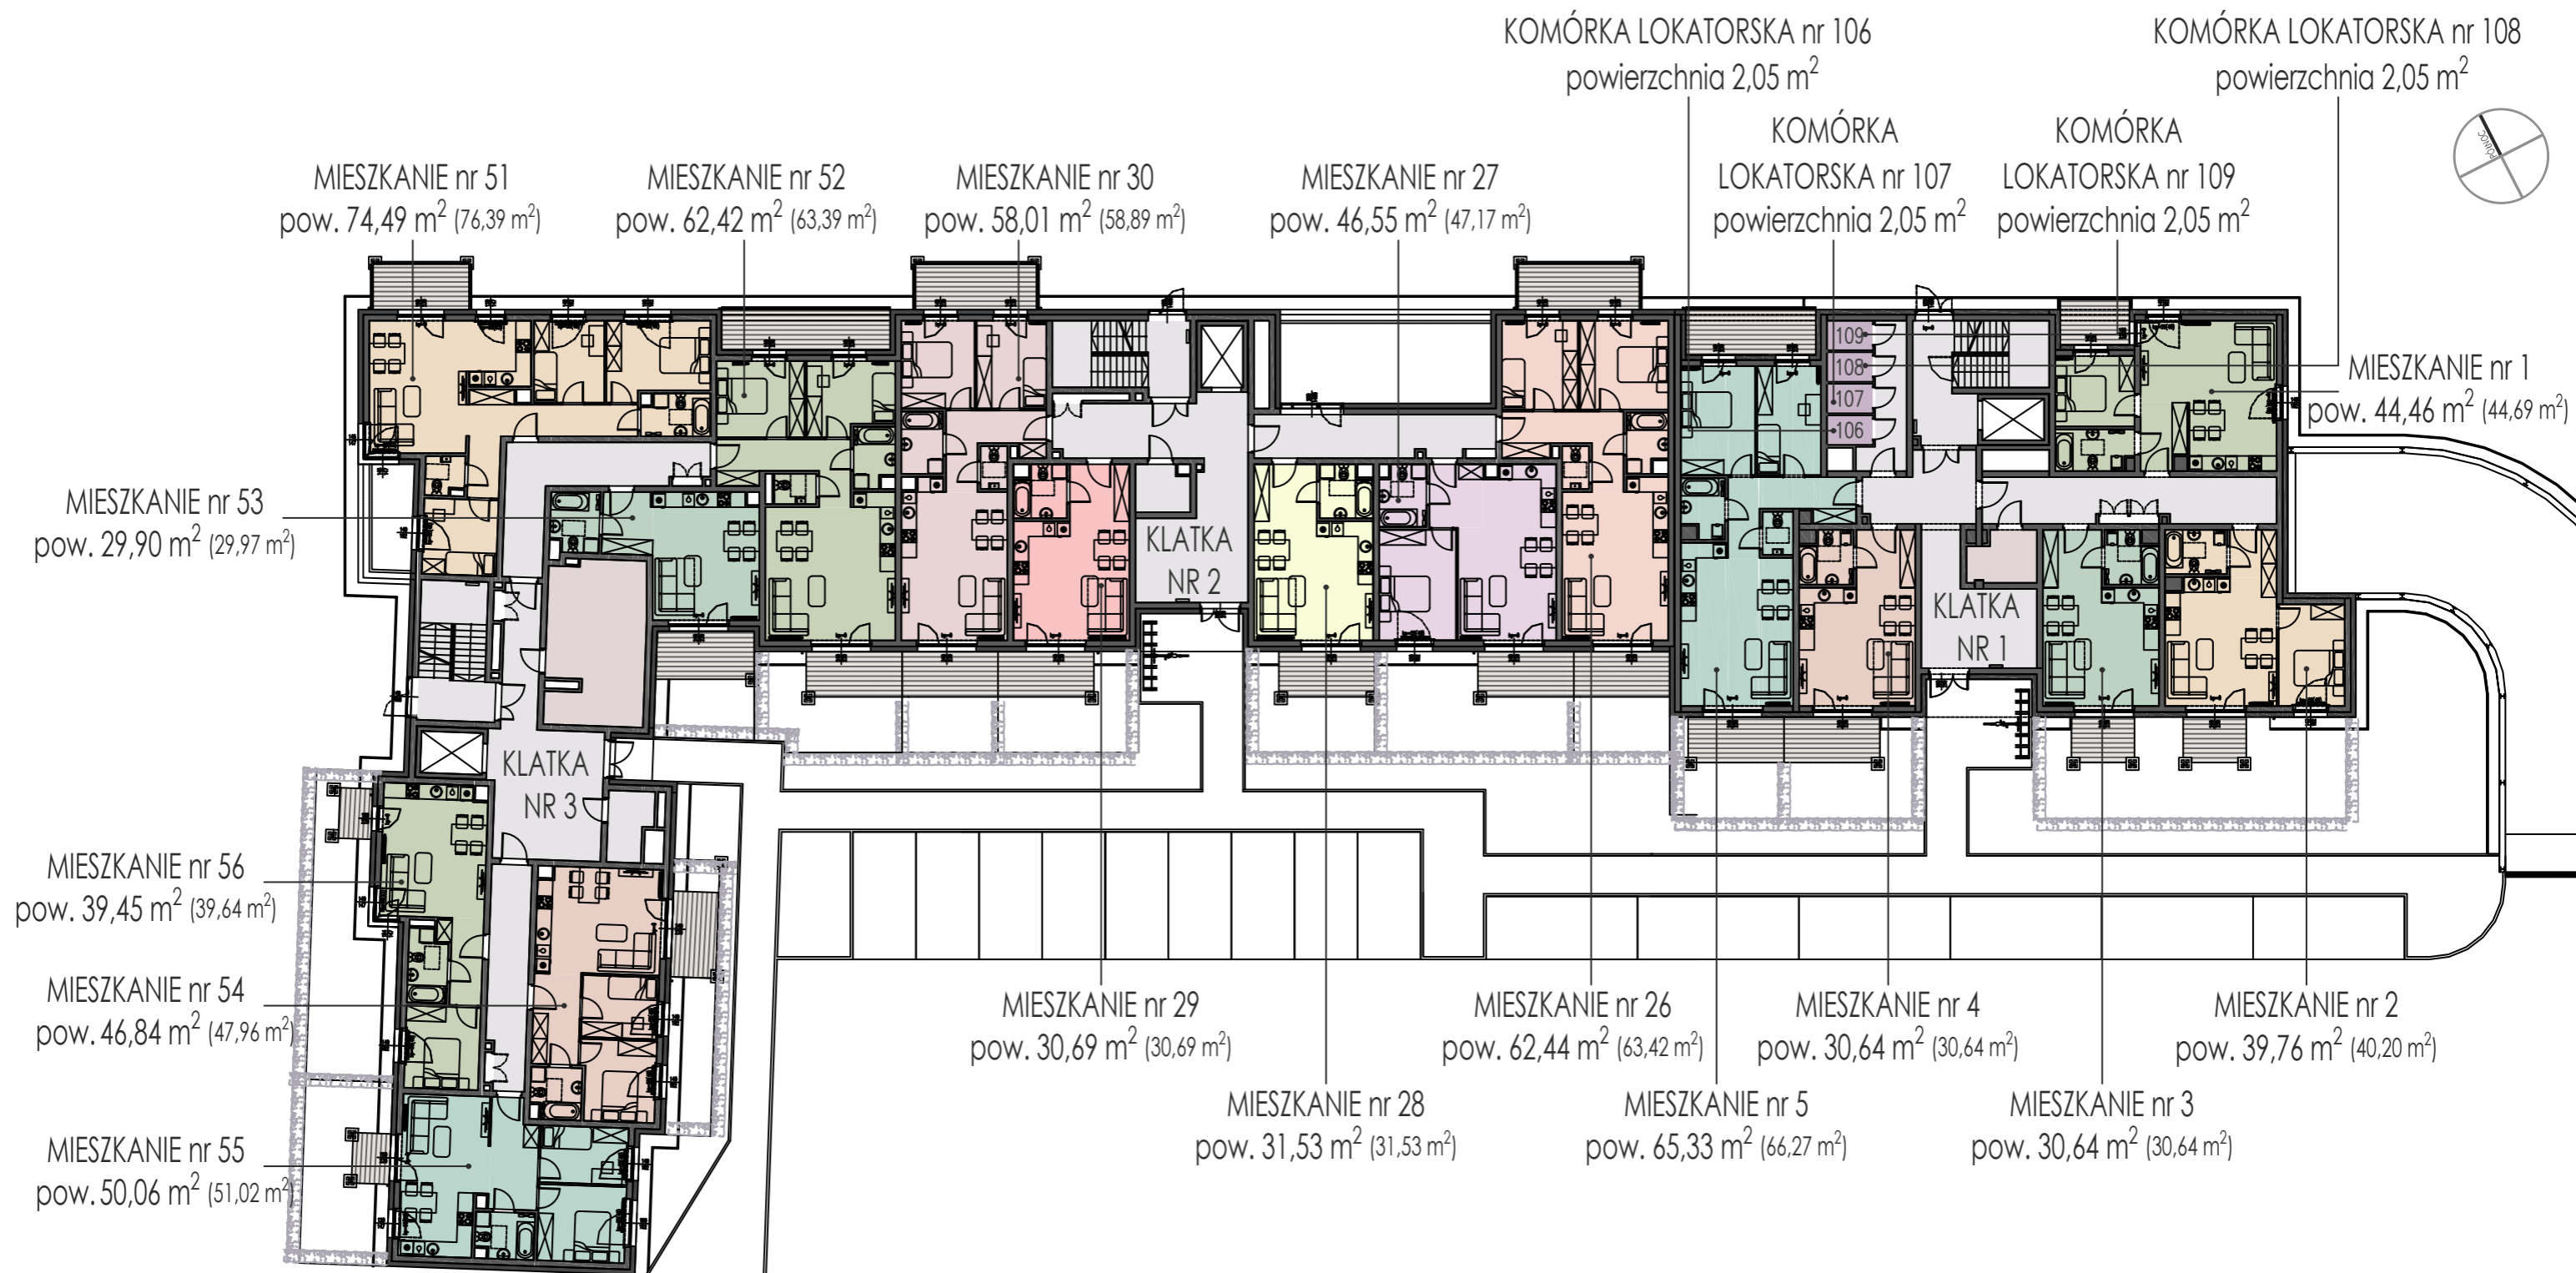 KOMÓRKA LOKATORSKA nr 106
powierzchnia 2,05 m²
KOMÓRKA LOKATORSKA nr 108
powierzchnia 2,05 m²
KOMÓRKA
LOKATORSKA nr 107
powierzchnia 2,05 m²
KOMÓRKA
LOKATORSKA nr 109
powierzchnia 2,05 m²
PÓŁNOC
MIESZKANIE nr 51
pow. 74,49 m² (76,39 m²)
MIESZKANIE nr 52
pow. 62,42 m² (63,39 m²)
MIESZKANIE nr 30
pow. 58,01 m² (58,89 m²)
MIESZKANIE nr 27
pow. 46,55 m² (47,17 m²)
109
108
107
106
MIESZKANIE nr 1
pow. 44,46 m² (44,69 m²)
MIESZKANIE nr 53
pow. 29,90 m² (29,97 m²)
KLATKA
NR 2
KLATKA
NR 1
KLATKA
NR 3
MIESZKANIE nr 56
pow. 39,45 m² (39,64 m²)
MIESZKANIE nr 54
pow. 46,84 m² (47,96 m²)
MIESZKANIE nr 55
pow. 50,06 m² (51,02 m²)
MIESZKANIE nr 29
pow. 30,69 m² (30,69 m²)
MIESZKANIE nr 26
pow. 62,44 m² (63,42 m²)
MIESZKANIE nr 4
pow. 30,64 m² (30,64 m²)
MIESZKANIE nr 2
pow. 39,76 m² (40,20 m²)
MIESZKANIE nr 28
pow. 31,53 m² (31,53 m²)
MIESZKANIE nr 5
pow. 65,33 m² (66,27 m²)
MIESZKANIE nr 3
pow. 30,64 m² (30,64 m²)